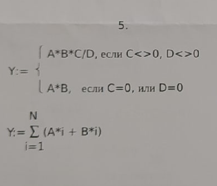 5.
⎧ A*B*C/D, если C<>0, D<>0
Y:= ⎨
⎩ A*B, если C=0, или D=0
N
Y:= Σ (A*i + B*i)
i=1